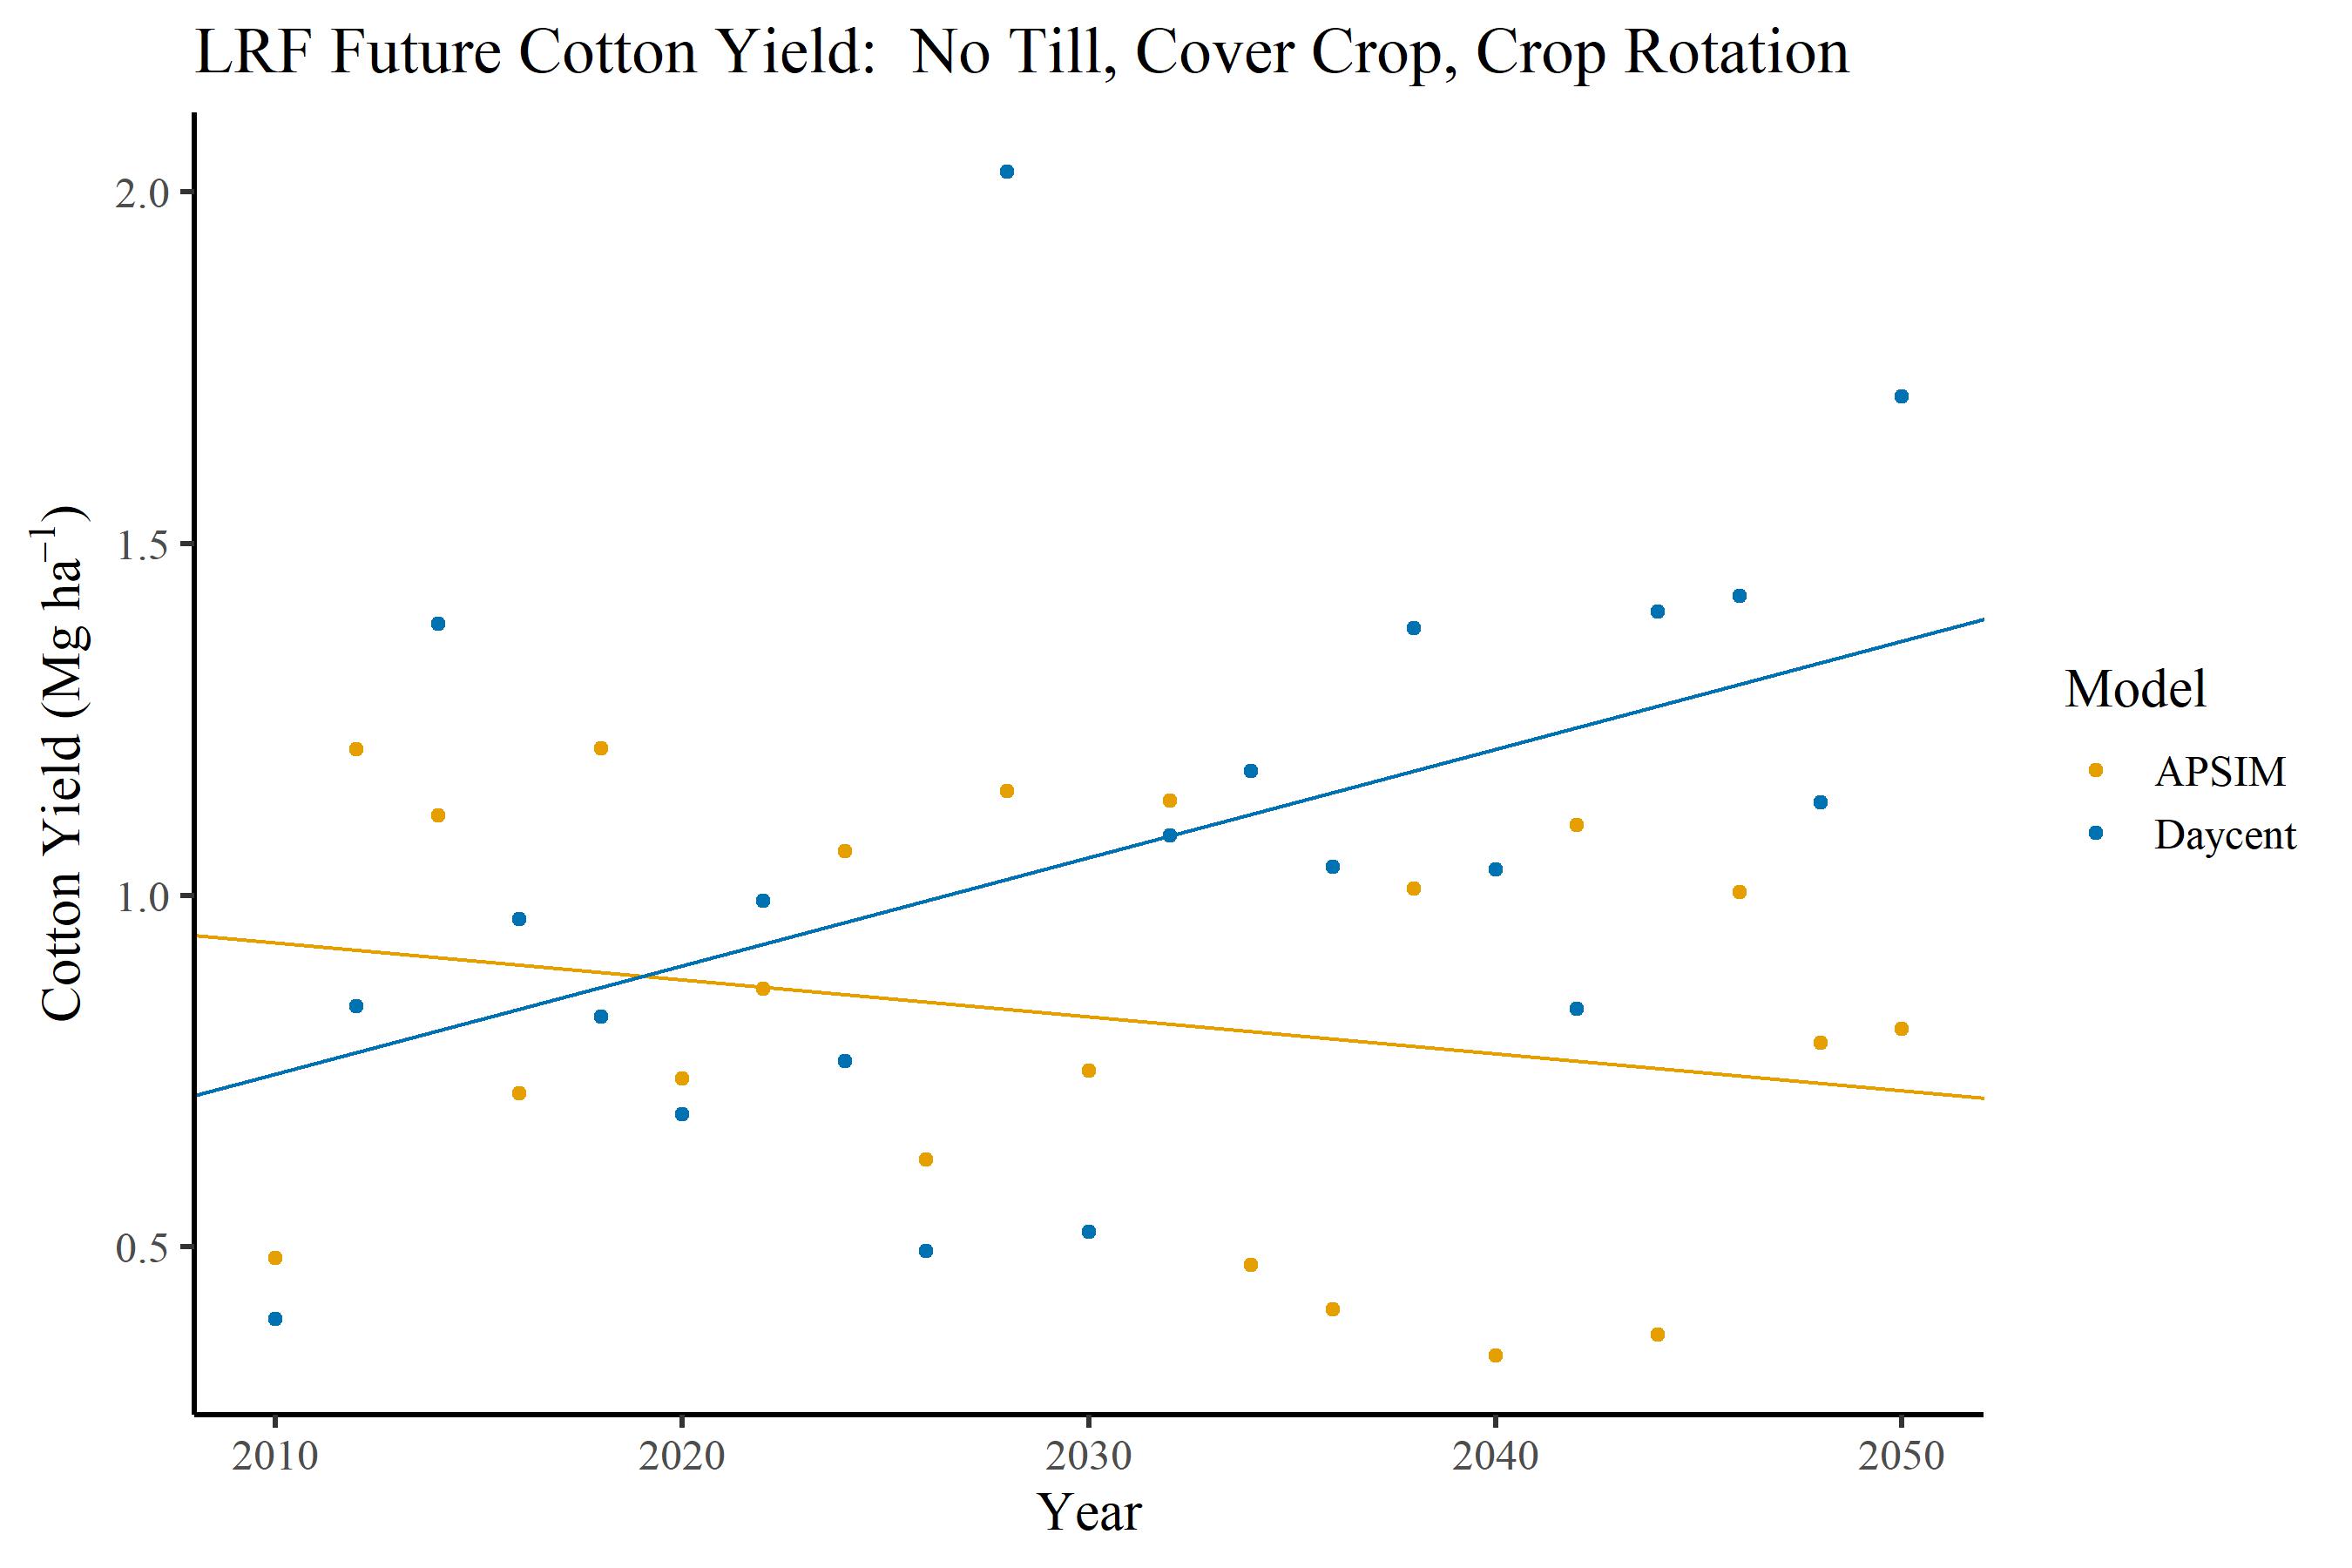 LRF Future Cotton Yield:  No Till, Cover Crop, Crop Rotation
Cotton Yield (Mg ha⁻¹)
2.0
1.5
1.0
0.5
2010 2020 2030 2040 2050
Year
Model
APSIM
Daycent